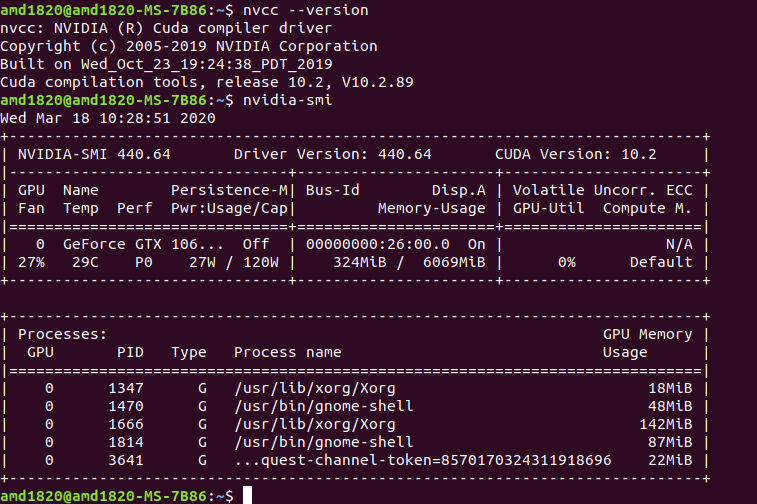 amd1820@amd1820-MS-7B86:~$ nvcc --version
nvcc: NVIDIA (R) Cuda compiler driver
Copyright (c) 2005-2019 NVIDIA Corporation
Built on Wed_Oct_23_19:24:38_PDT_2019
Cuda compilation tools, release 10.2, V10.2.89
amd1820@amd1820-MS-7B86:~$ nvidia-smi
Wed Mar 18 10:28:51 2020
+-----------------------------------------------------------------------------+
| NVIDIA-SMI 440.64       Driver Version: 440.64       CUDA Version: 10.2     |
|-------------------------------+----------------------+----------------------+
| GPU  Name        Persistence-M| Bus-Id        Disp.A | Volatile Uncorr. ECC |
| Fan  Temp  Perf  Pwr:Usage/Cap|         Memory-Usage | GPU-Util  Compute M. |
|===============================+======================+======================|
|   0  GeForce GTX 106...  Off  | 00000000:26:00.0  On |                  N/A |
| 27%   29C    P0    27W / 120W |    324MiB /  6069MiB |      0%      Default |
+-------------------------------+----------------------+----------------------+
+-----------------------------------------------------------------------------+
| Processes:                                                       GPU Memory |
|  GPU       PID   Type   Process name                             Usage      |
|=============================================================================|
|    0      1347      G   /usr/lib/xorg/Xorg                            18MiB |
|    0      1470      G   /usr/bin/gnome-shell                          48MiB |
|    0      1666      G   /usr/lib/xorg/Xorg                           142MiB |
|    0      1814      G   /usr/bin/gnome-shell                          87MiB |
|    0      3641      G   ...quest-channel-token=8570170324311918696    22MiB |
+-----------------------------------------------------------------------------+
amd1820@amd1820-MS-7B86:~$